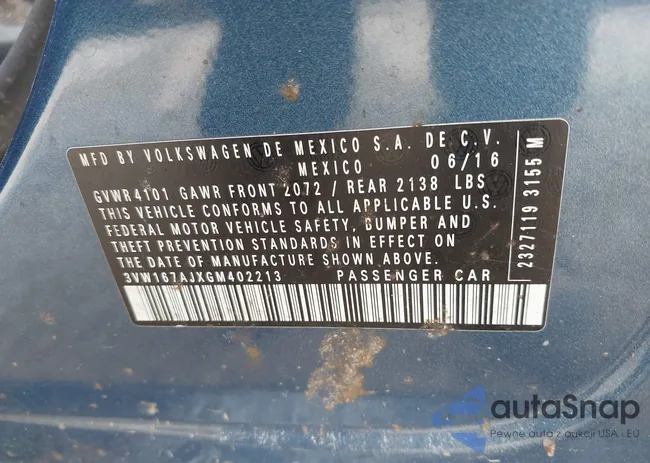 MFD BY VOLKSWAGEN DE MEXICO S.A. DE C.V.
MEXICO 06/16
GVWR 4101 GAWR FRONT 2072 / REAR 2138 LBS
THIS VEHICLE CONFORMS TO ALL APPLICABLE U.S.
FEDERAL MOTOR VEHICLE SAFETY, BUMPER AND
THEFT PREVENTION STANDARDS IN EFFECT ON
THE DATE OF MANUFACTURE SHOWN ABOVE.
3VW167AJXGM402213 PASSENGER CAR
2327119 3155 M
autoSnap
Pewne auta z aukcji USA i EU